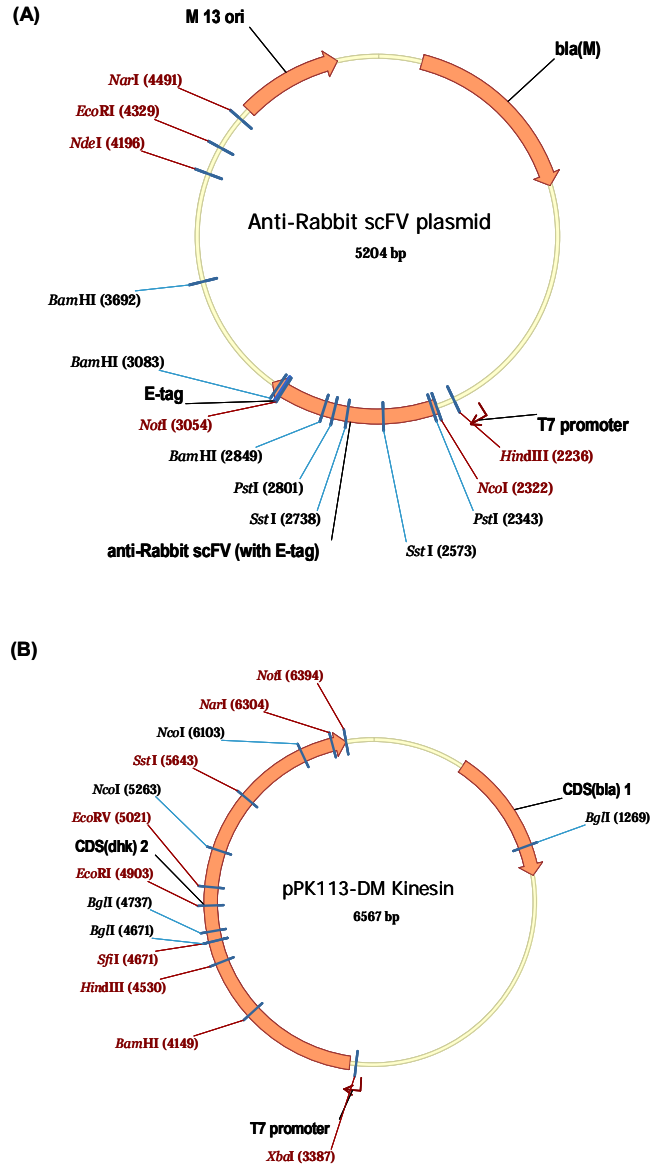 (A)
M 13 ori
bla(M)
NarI (4491)
EcoRI (4329)
NdeI (4196)
Anti-Rabbit scFV plasmid
5204 bp
BamHI (3692)
BamHI (3083)
E-tag
NotI (3054)
T7 promoter
BamHI (2849)
HindIII (2236)
PstI (2801)
NcoI (2322)
SstI (2738)
PstI (2343)
anti-Rabbit scFV (with E-tag)
SstI (2573)
(B)
NotI (6394)
NarI (6304)
NcoI (6103)
SstI (5643)
NcoI (5263)
CDS(bla) 1
EcoRV (5021)
BglI (1269)
CDS(dhk) 2
EcoRI (4903)
pPK113-DM Kinesin
6567 bp
BglI (4737)
BglI (4671)
SfiI (4671)
HindIII (4530)
BamHI (4149)
T7 promoter
XbaI (3387)